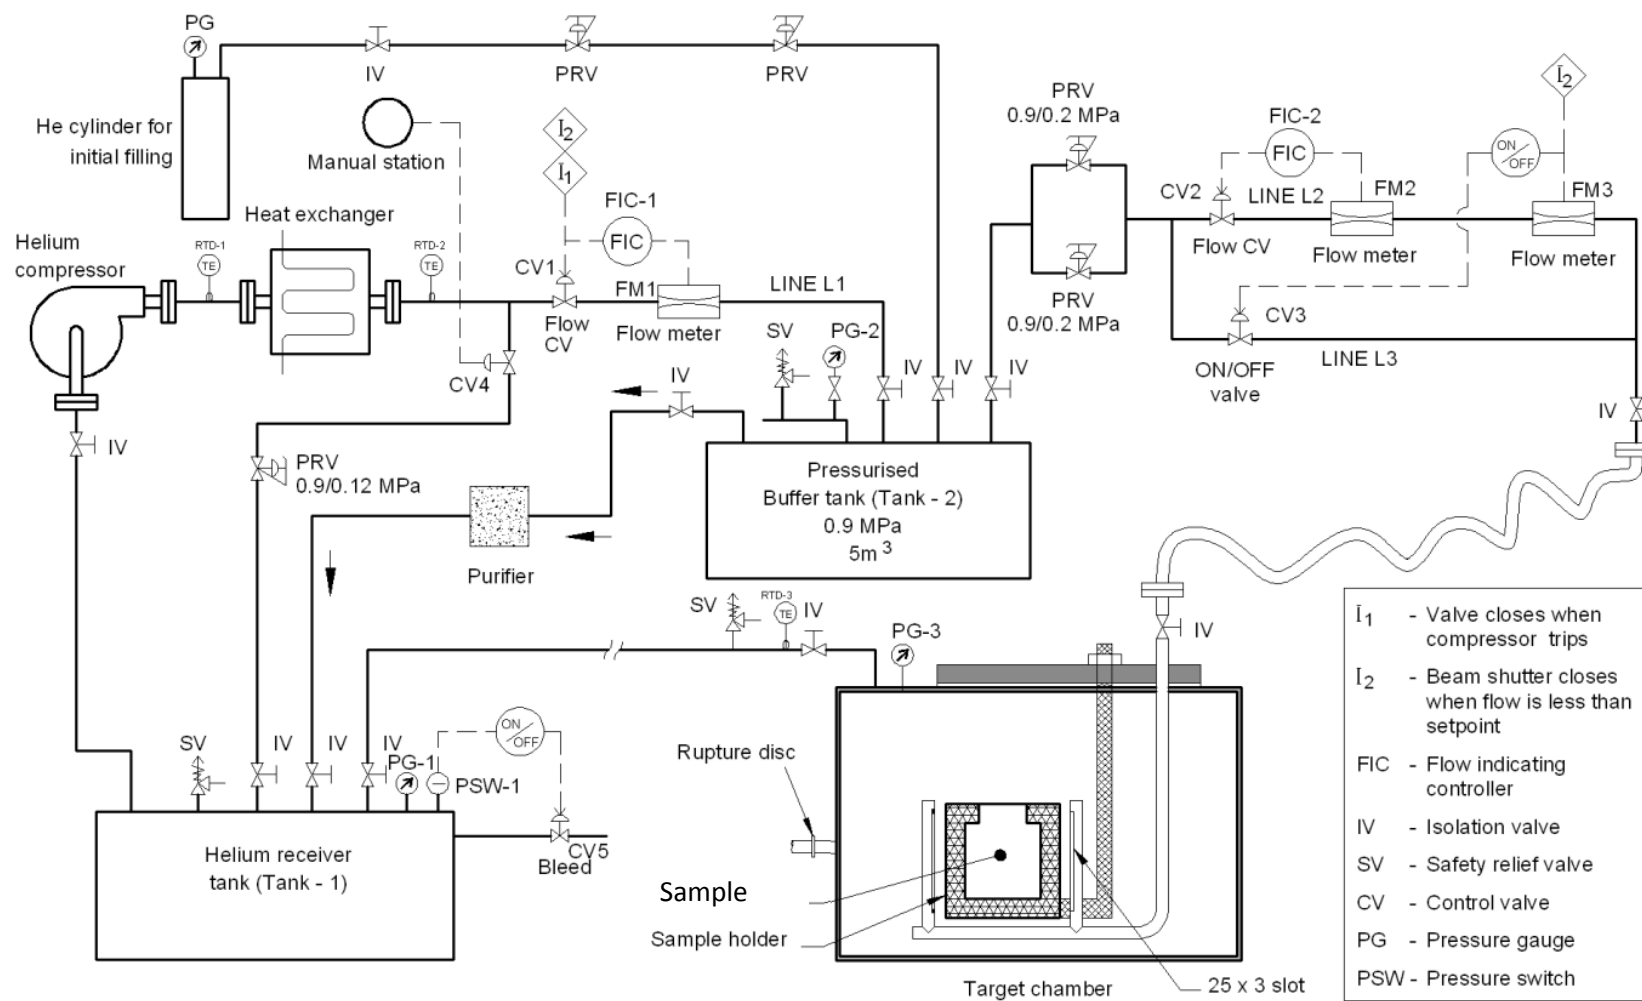 PG
IV
PRV
PRV
He cylinder for
initial filling
Manual station
I2
I1
FIC-1
FIC
Heat exchanger
Helium
compressor
RTD-1
TE
RTD-2
TE
CV1
Flow
CV
FM1
Flow meter
LINE L1
CV4
SV
PG-2
IV
IV
IV
IV
PRV
0.9/0.2 MPa
PRV
0.9/0.2 MPa
FIC-2
FIC
CV2
LINE L2
Flow CV
FM2
Flow meter
ON/OFF
I2
FM3
Flow meter
CV3
ON/OFF
valve
LINE L3
IV
IV
PRV
0.9/0.12 MPa
Purifier
Pressurised
Buffer tank (Tank - 2)
0.9 MPa
5m3
SV
RTD-3
TE
IV
PG-3
IV
SV
IV
IV
IV
PG-1
PSW-1
ON/OFF
CV5
Bleed
Helium receiver
tank (Tank - 1)
Rupture disc
Sample
Sample holder
Target chamber
25 x 3 slot
I1 - Valve closes when
compressor trips
I2 - Beam shutter closes
when flow is less than
setpoint
FIC - Flow indicating
controller
IV - Isolation valve
SV - Safety relief valve
CV - Control valve
PG - Pressure gauge
PSW - Pressure switch